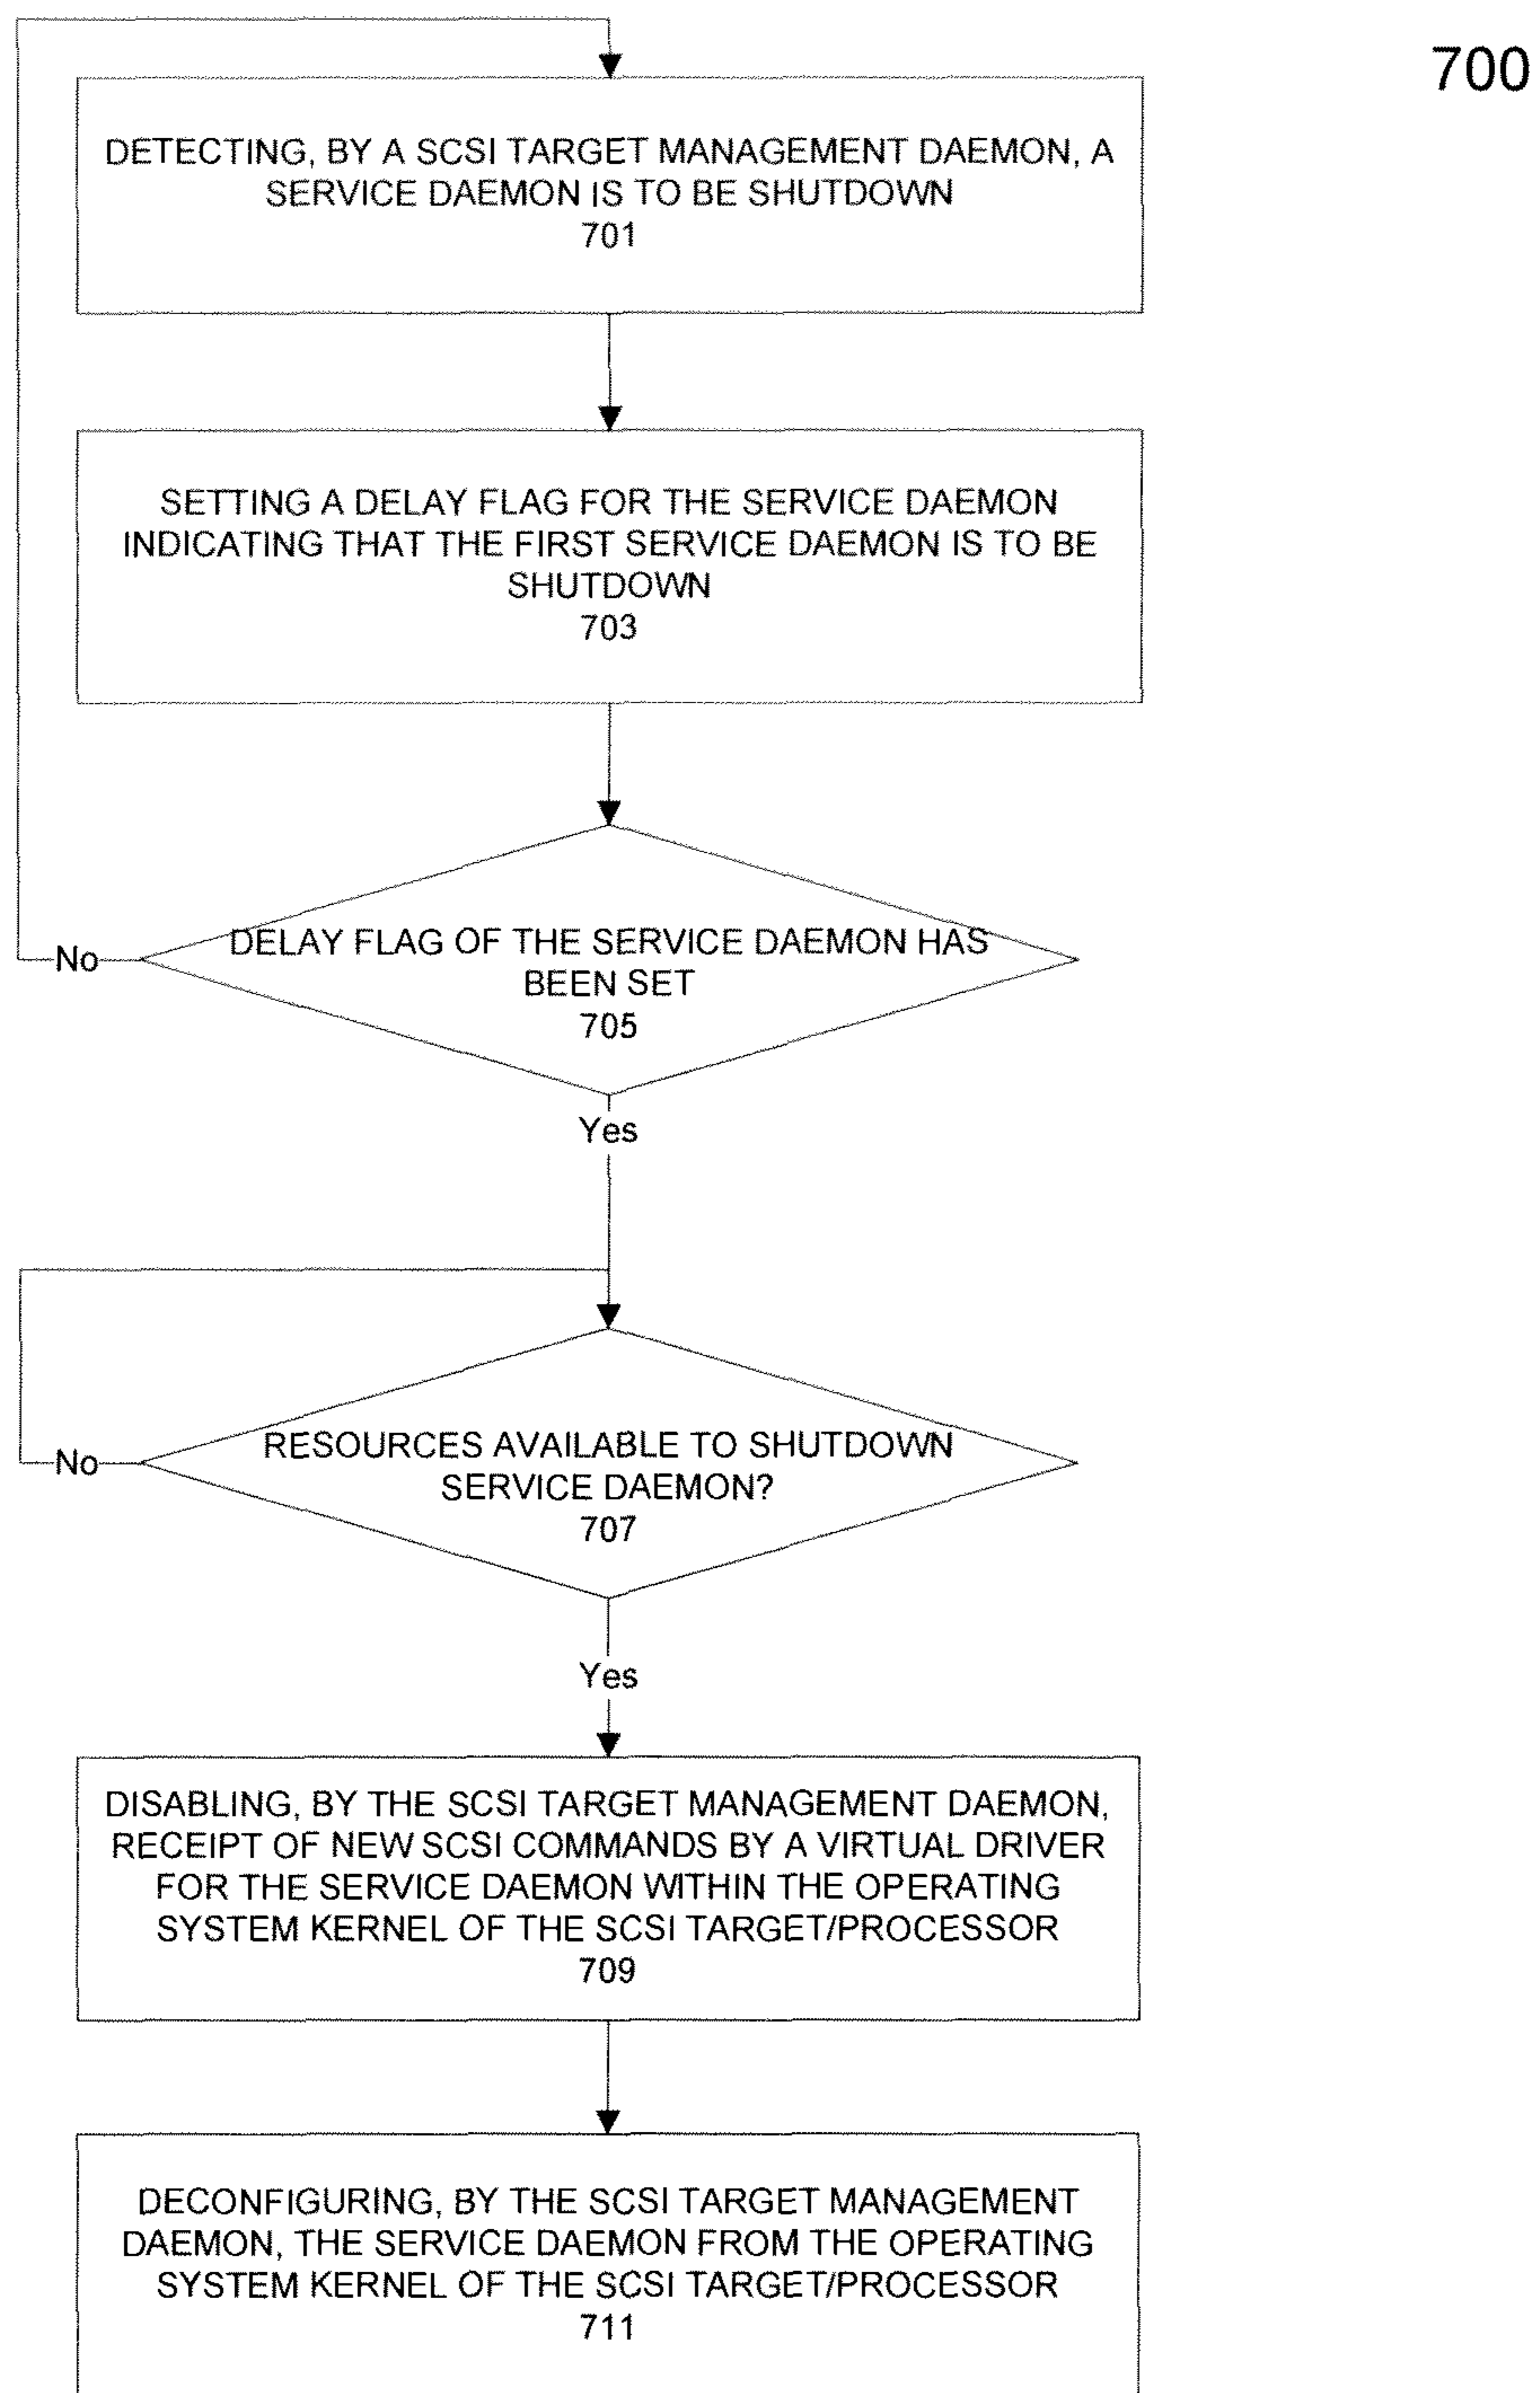 700
DETECTING, BY A SCSI TARGET MANAGEMENT DAEMON, A
SERVICE DAEMON IS TO BE SHUTDOWN
701
SETTING A DELAY FLAG FOR THE SERVICE DAEMON
INDICATING THAT THE FIRST SERVICE DAEMON IS TO BE
SHUTDOWN
703
DELAY FLAG OF THE SERVICE DAEMON HAS
BEEN SET
705
No
Yes
RESOURCES AVAILABLE TO SHUTDOWN
SERVICE DAEMON?
707
No
Yes
DISABLING, BY THE SCSI TARGET MANAGEMENT DAEMON,
RECEIPT OF NEW SCSI COMMANDS BY A VIRTUAL DRIVER
FOR THE SERVICE DAEMON WITHIN THE OPERATING
SYSTEM KERNEL OF THE SCSI TARGET/PROCESSOR
709
DECONFIGURING, BY THE SCSI TARGET MANAGEMENT
DAEMON, THE SERVICE DAEMON FROM THE OPERATING
SYSTEM KERNEL OF THE SCSI TARGET/PROCESSOR
711